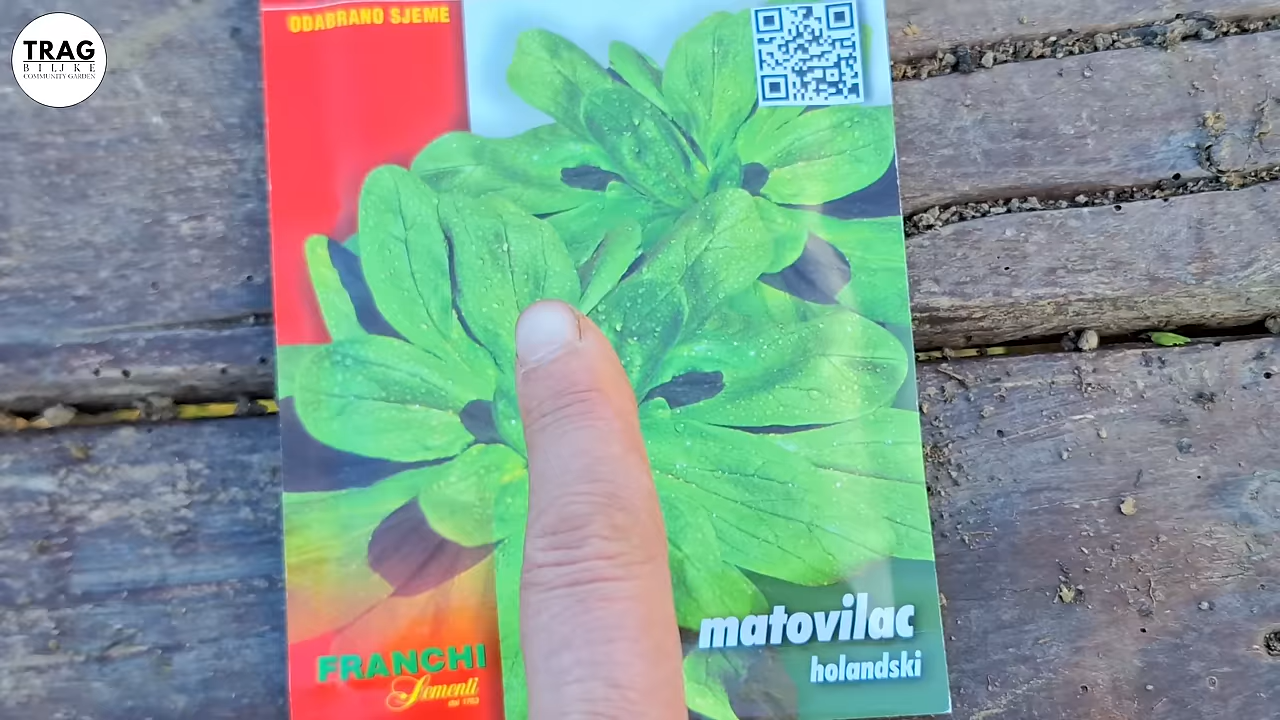 TRAG
BILJKE
COMMUNITY GARDEN
ODABRANO SJEME
matovilac
holandski
FRANCHI
Sementi
dal 1783